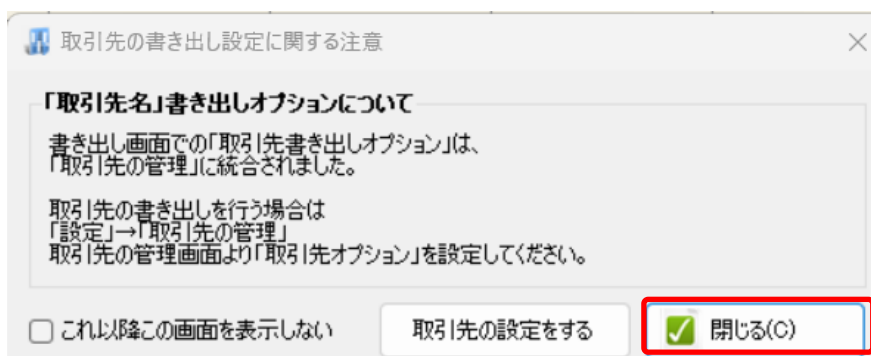 取引先の書き出し設定に関する注意
「取引先名」書き出しオプションについて
書き出し画面での「取引先書き出しオプション」は、
「取引先の管理」に統合されました。
取引先の書き出しを行う場合は
「設定」→「取引先の管理」
取引先の管理画面より「取引先オプション」を設定してください。
これ以降この画面を表示しない
取引先の設定をする
閉じる(C)